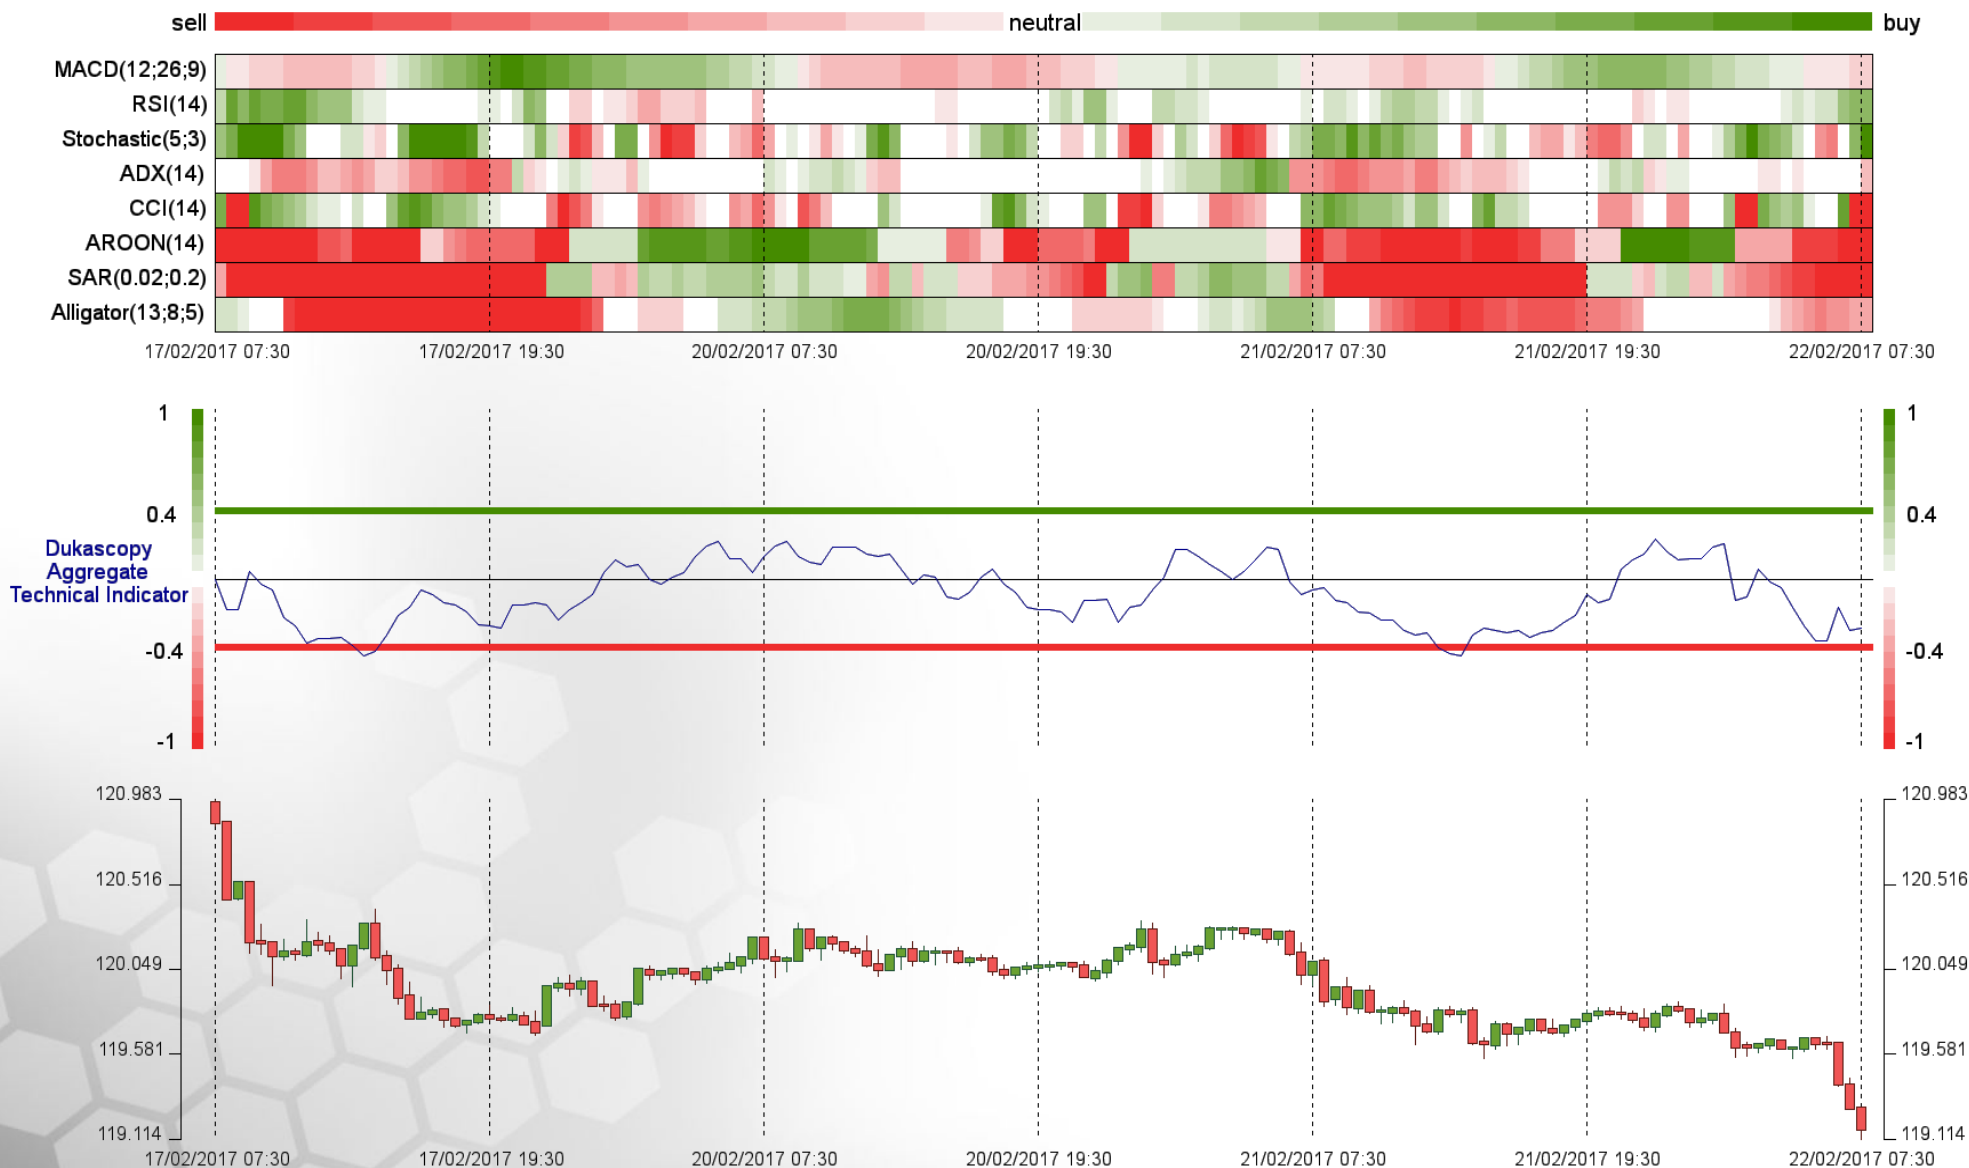 sell neutral buy
MACD(12;26;9)
RSI(14)
Stochastic(5;3)
ADX(14)
CCI(14)
AROON(14)
SAR(0.02;0.2)
Alligator(13;8;5)
17/02/2017 07:30 17/02/2017 19:30 20/02/2017 07:30 20/02/2017 19:30 21/02/2017 07:30 21/02/2017 19:30 22/02/2017 07:30
1 1
0.4 0.4
Dukascopy
Aggregate
Technical Indicator
-0.4 -0.4
-1 -1
120.983 120.983
120.516 120.516
120.049 120.049
119.581 119.581
119.114 119.114
17/02/2017 07:30 17/02/2017 19:30 20/02/2017 07:30 20/02/2017 19:30 21/02/2017 07:30 21/02/2017 19:30 22/02/2017 07:30